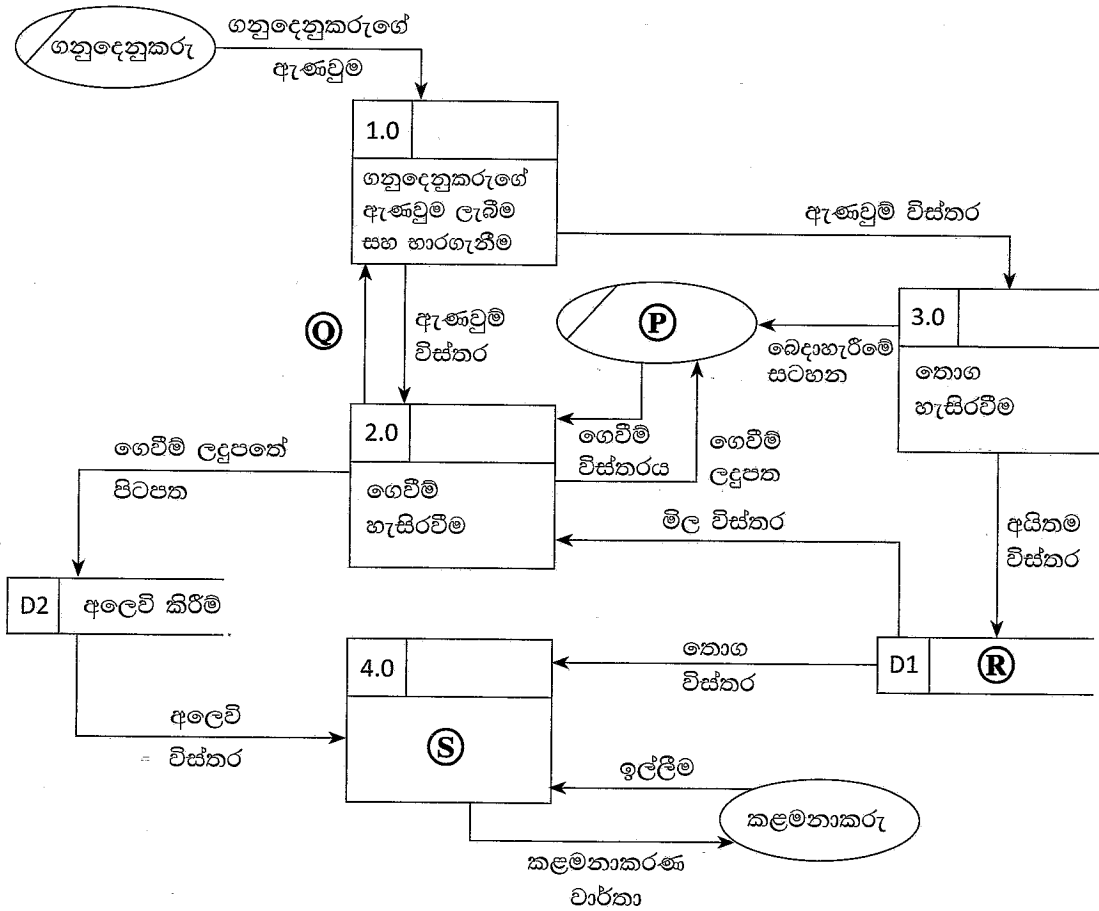 ගනුදෙනුකරු
ගනුදෙනුකරුගේ
ඇණවුම
1.0
ගනුදෙනුකරුගේ
ඇණවුම ලැබීම
සහ භාරගැනීම
ඇණවුම් විස්තර
Q
ඇණවුම්
විස්තර
P
3.0
බෙදාහැරීමේ
සටහන
තොග
හැසිරවීම
2.0
ගෙවීම්
හැසිරවීම
ගෙවීම්
විස්තරය
ගෙවීම්
ලදුපත
ගෙවීම් ලදුපතේ
පිටපත
මිල විස්තර
අයිතම
විස්තර
D2
අලෙවි කිරීම්
4.0
S
තොග
විස්තර
D1
R
අලෙවි
විස්තර
ඉල්ලීම
කළමනාකරු
කළමනාකරණ
වාර්තා